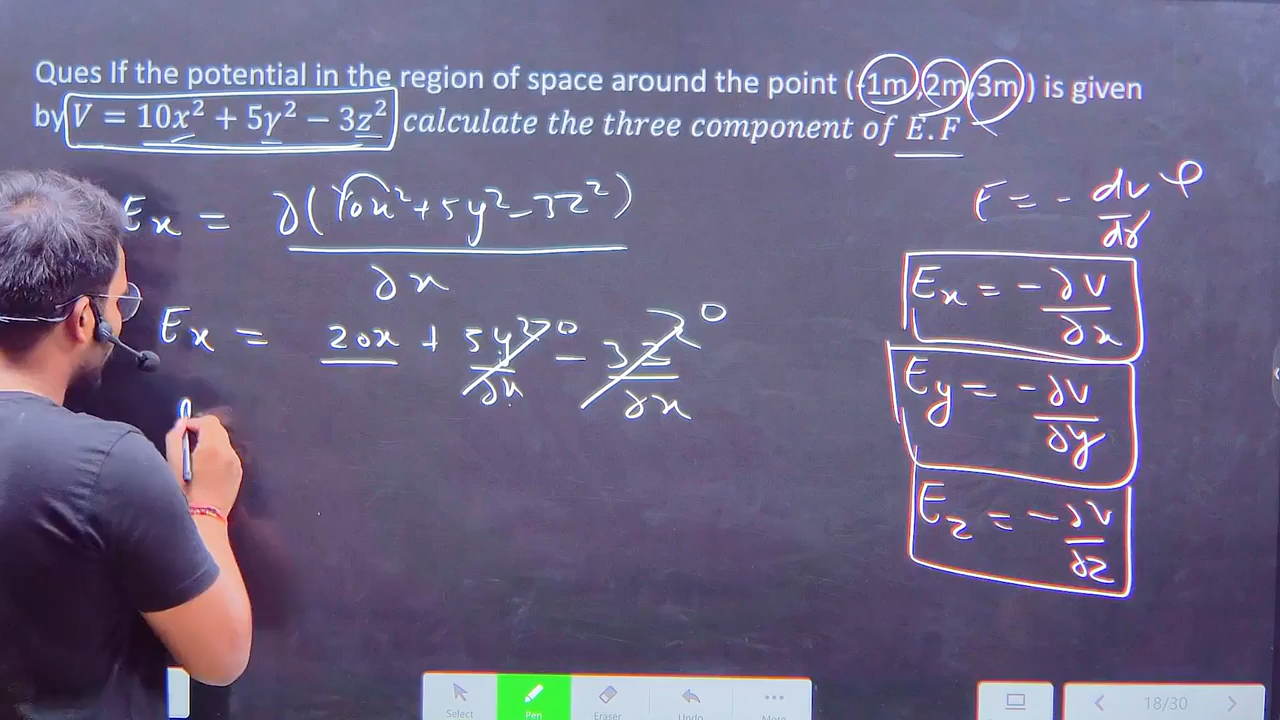 Ques If the potential in the region of space around the point (-1m, 2m, 3m) is given
by V = 10x² + 5y² − 3z² calculate the three component of E.F
Ex = ∂(10x²+5y²-3z²)
∂x
Ex = 20x + 5y² 0 − 3z² 0
∂x ∂x
E = - dv
dr
Ex = -∂V
∂x
Ey = -∂V
∂y
Ez = -∂V
∂z
Select Pen Eraser Undo More
18/30